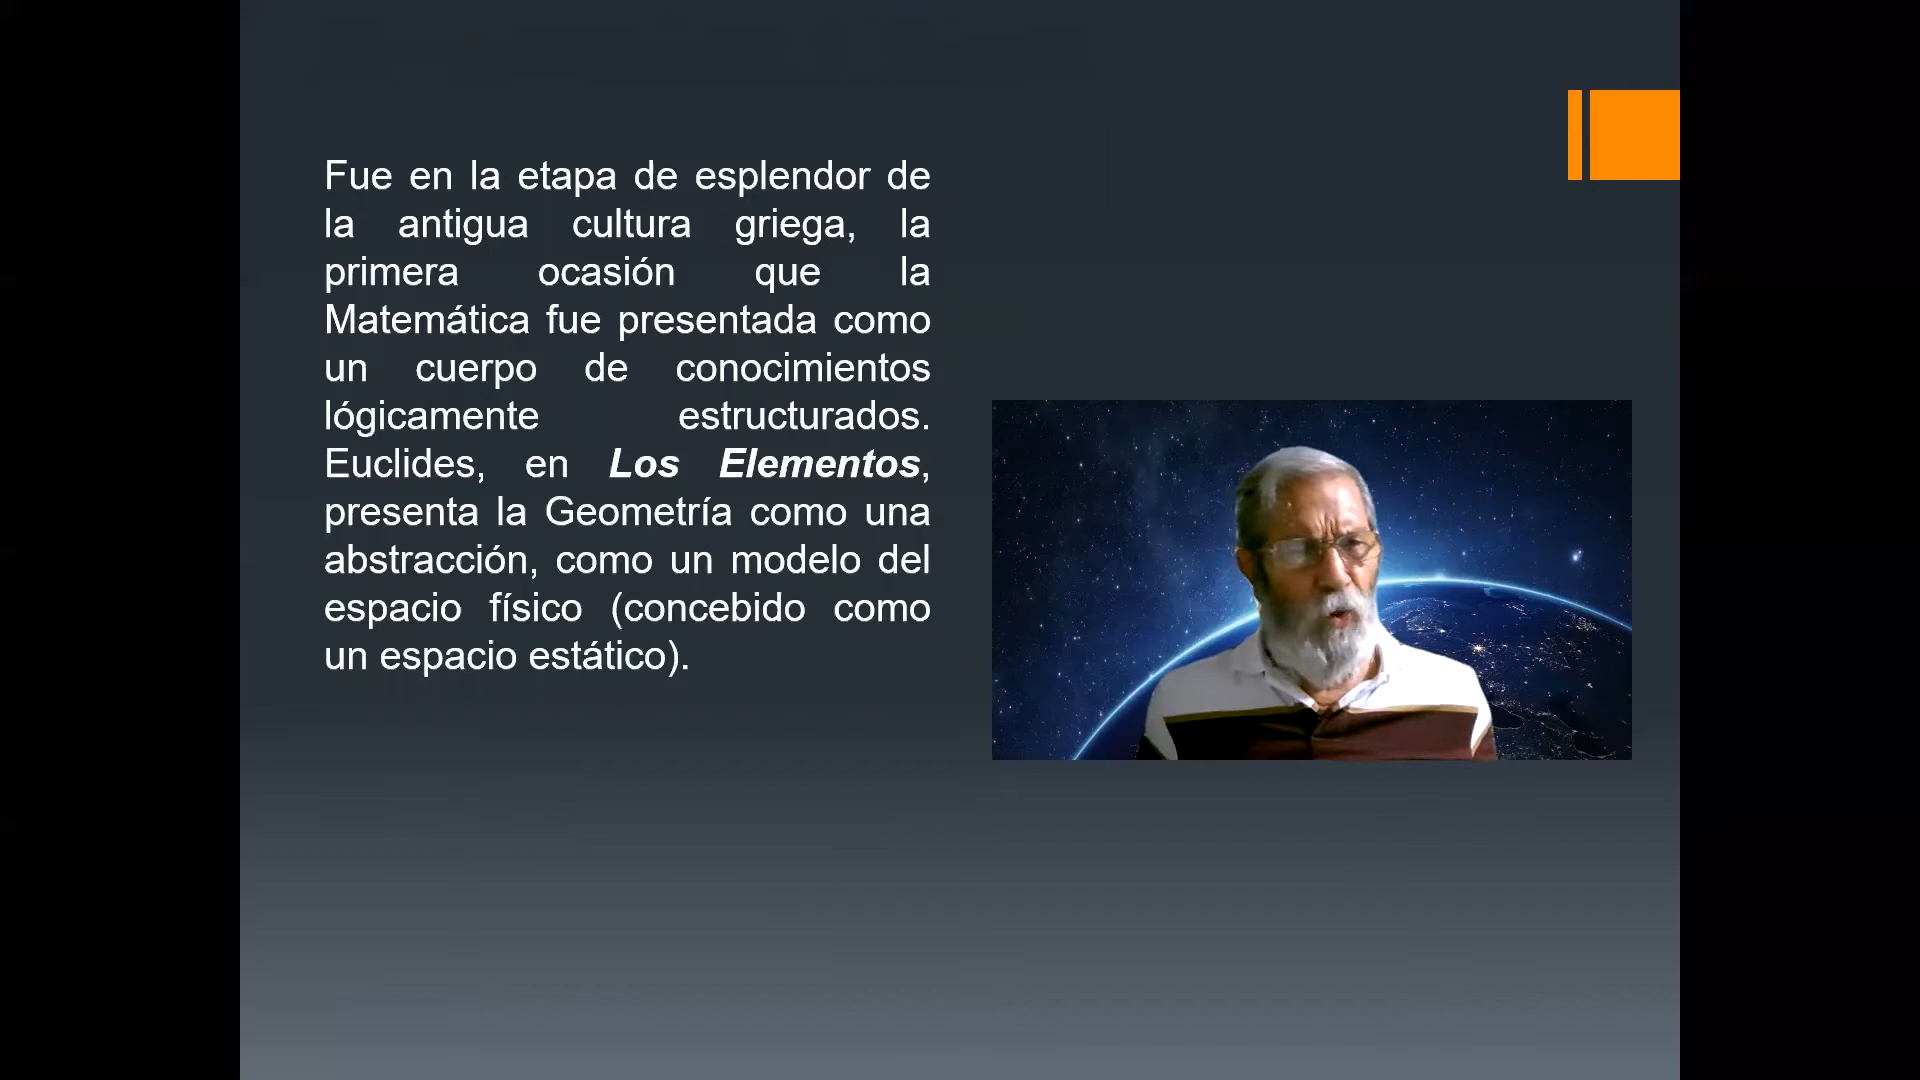 Fue en la etapa de esplendor de
la antigua cultura griega, la
primera ocasión que la
Matemática fue presentada como
un cuerpo de conocimientos
lógicamente estructurados.
Euclides, en Los Elementos,
presenta la Geometría como una
abstracción, como un modelo del
espacio físico (concebido como
un espacio estático).